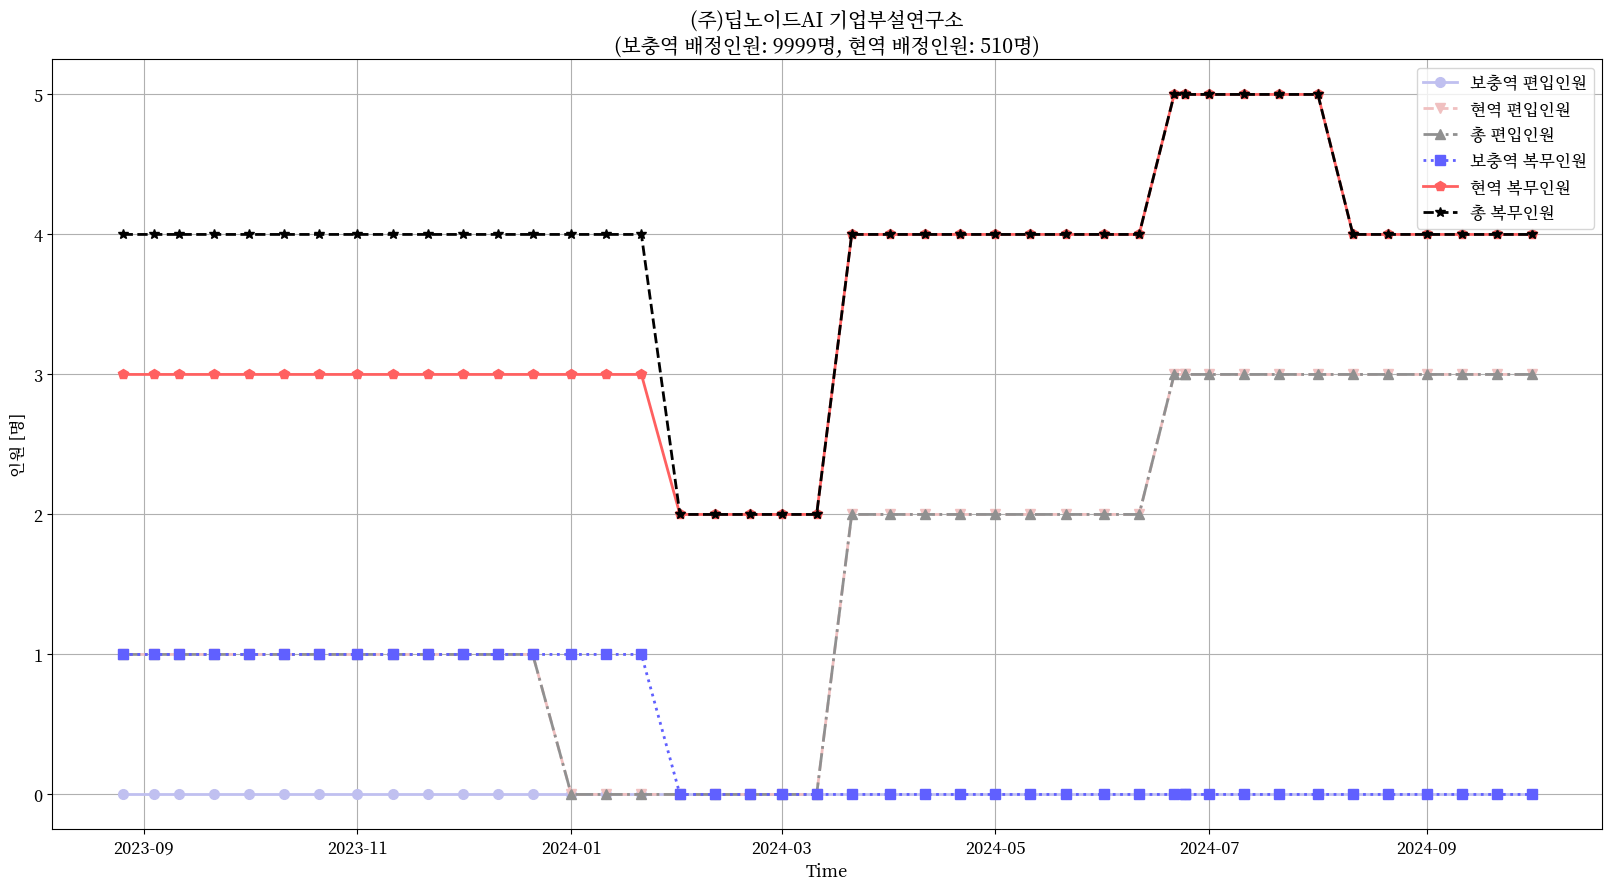 (주)딥노이드AI 기업부설연구소
(보충역 배정인원: 9999명, 현역 배정인원: 510명)
보충역 편입인원
현역 편입인원
총 편입인원
보충역 복무인원
현역 복무인원
총 복무인원
인원 [명]
5
4
3
2
1
0
2023-09
2023-11
2024-01
2024-03
2024-05
2024-07
2024-09
Time